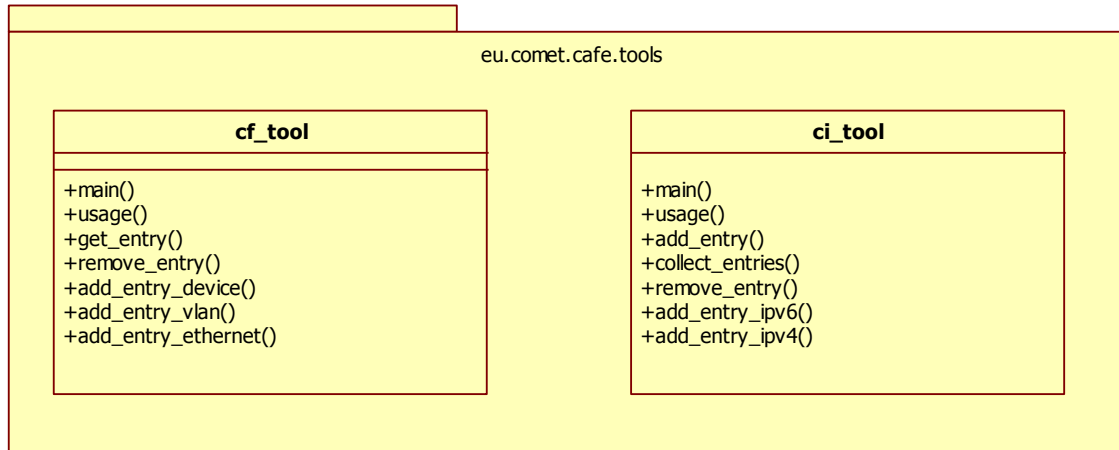 eu.comet.cafe.tools
cf_tool
+main()
+usage()
+get_entry()
+remove_entry()
+add_entry_device()
+add_entry_vlan()
+add_entry_ethernet()
ci_tool
+main()
+usage()
+add_entry()
+collect_entries()
+remove_entry()
+add_entry_ipv6()
+add_entry_ipv4()